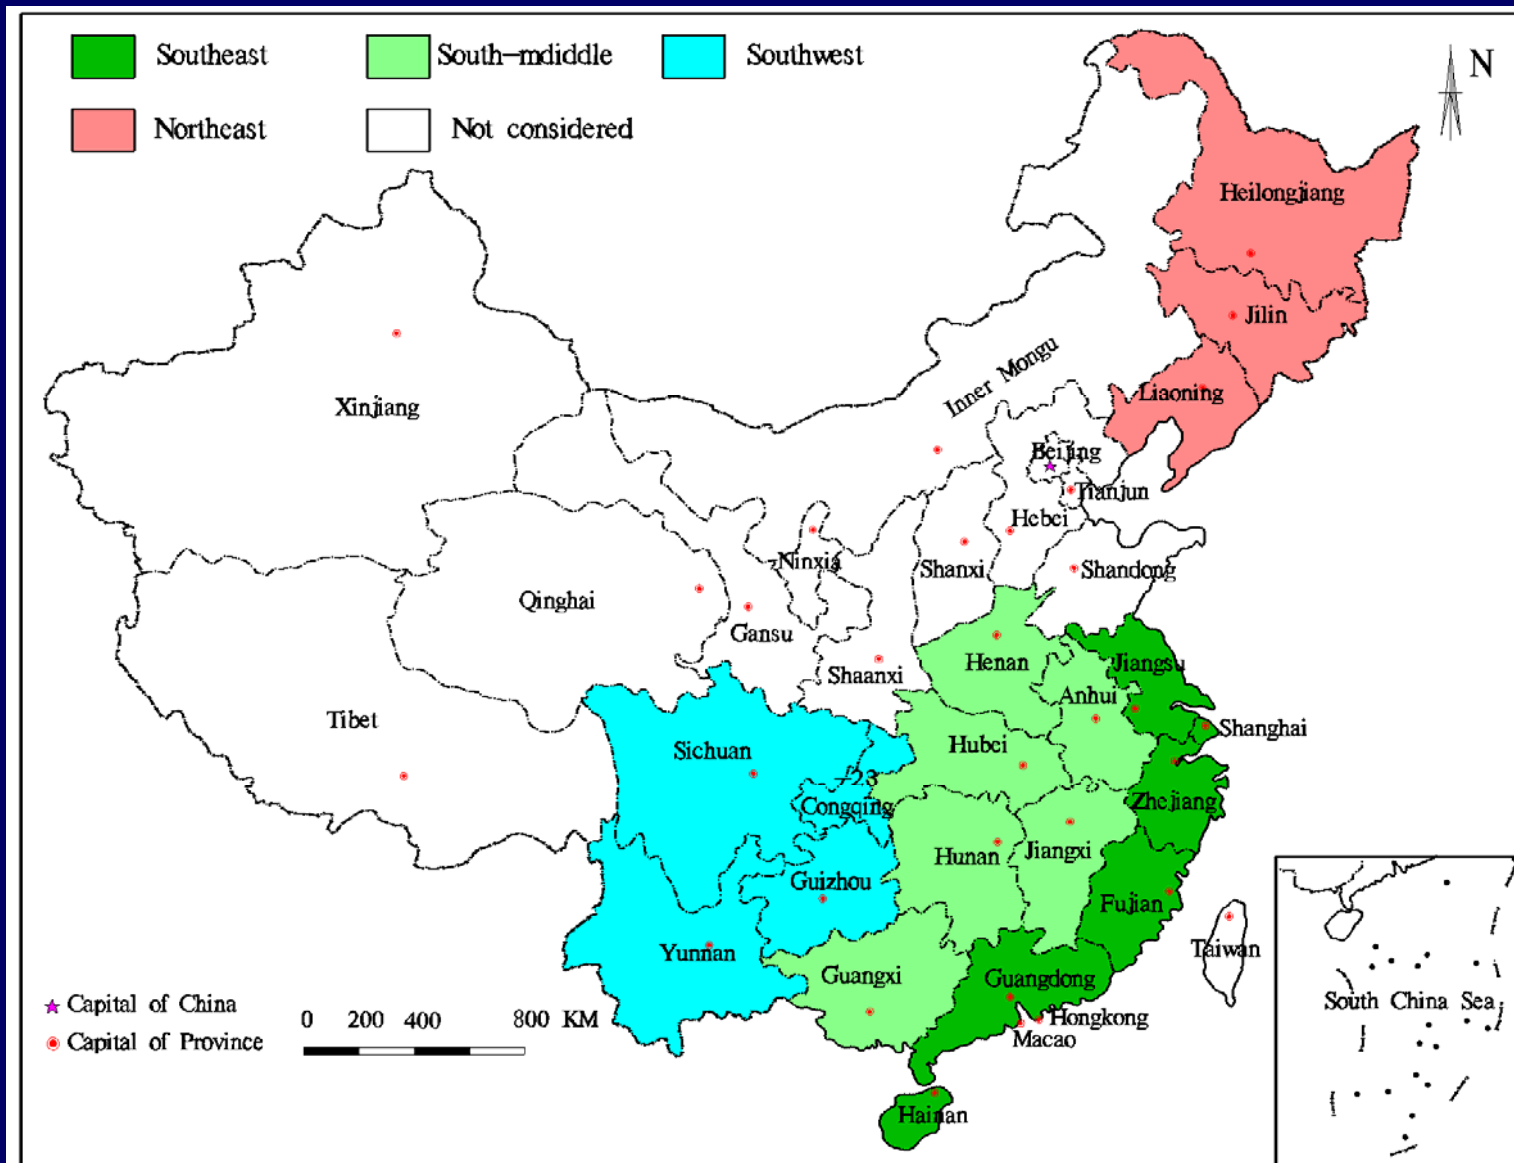 Southeast
South-mdiddle
Southwest
Northeast
Not considered
N
Heilongjiang
Jilin
Liaoning
Inner Mongu
Xinjiang
Beijing
Tianjun
Hebei
Ninxia
Shanxi
Shandong
Qinghai
Gansu
Shaanxi
Henan
Jiangsu
Anhui
Tibet
Sichuan
Hubei
Shanghai
+23
Congqing
Zhejiang
Hunan
Jiangxi
Guizhou
Fujian
Yunnan
Guangxi
Guangdong
Taiwan
Hongkong
Macao
Hainan
South China Sea
Capital of China
Capital of Province
0 200 400 800 KM